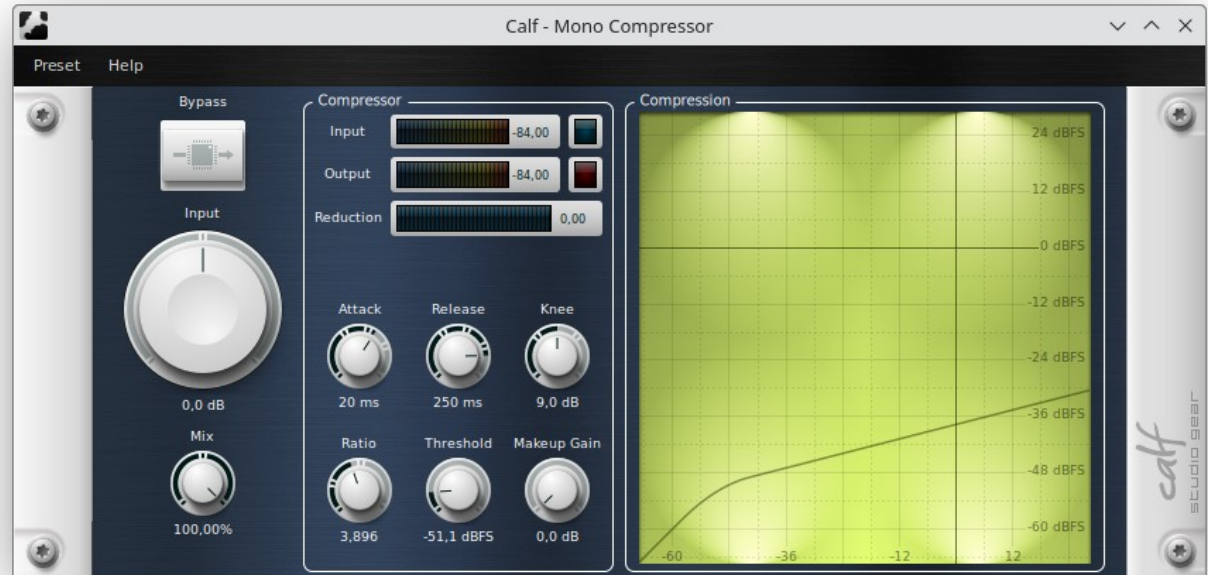 Calf - Mono Compressor
Preset Help
Bypass
Input
0,0 dB
Mix
100,00%
Compressor
Input -84,00
Output -84,00
Reduction 0,00
Attack Release Knee
20 ms 250 ms 9,0 dB
Ratio Threshold Makeup Gain
3,896 -51,1 dBFS 0,0 dB
Compression
24 dBFS
12 dBFS
0 dBFS
-12 dBFS
-24 dBFS
-36 dBFS
-48 dBFS
-60 dBFS
-60 -36 -12 12
calf
studio gear